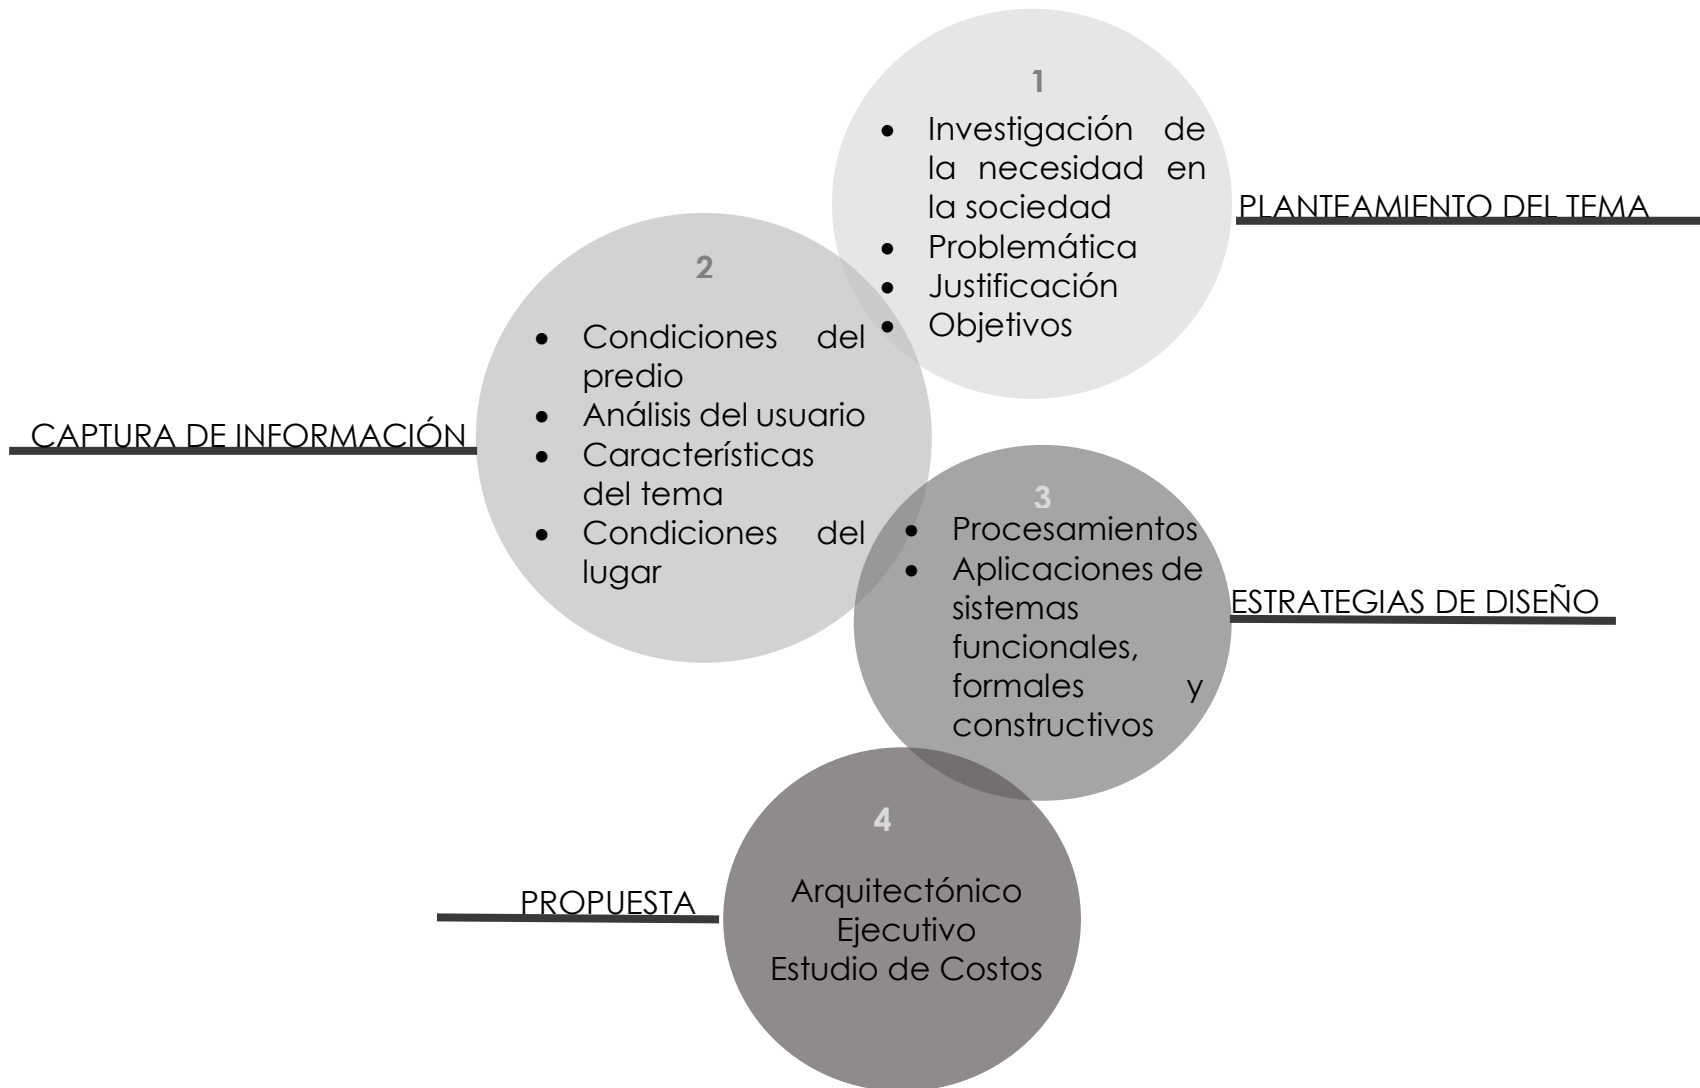 1
• Investigación de
la necesidad en
la sociedad
• Problemática
• Justificación
• Objetivos
PLANTEAMIENTO DEL TEMA
2
• Condiciones del
predio
• Análisis del usuario
• Características
del tema
• Condiciones del
lugar
CAPTURA DE INFORMACIÓN
3
• Procesamientos
• Aplicaciones de
sistemas
funcionales,
formales y
constructivos
ESTRATEGIAS DE DISEÑO
4
Arquitectónico
Ejecutivo
Estudio de Costos
PROPUESTA